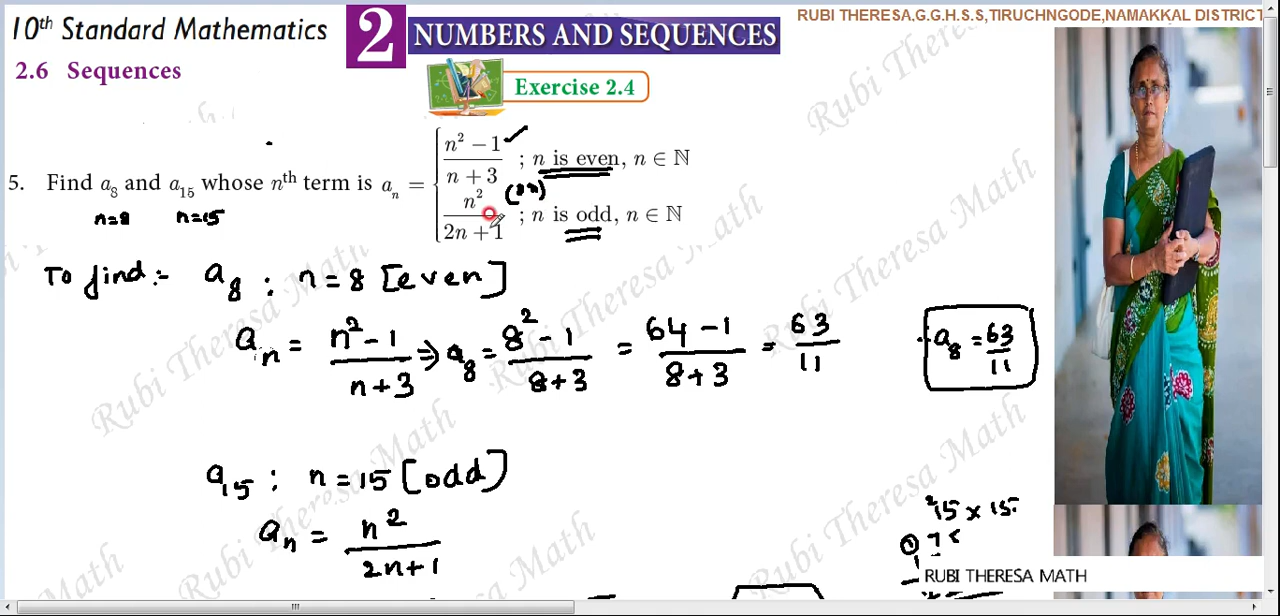 RUBI THERESA.G.G.H.S.S,TIRUCHNGODE,NAMAKKAL DISTRICT
10th Standard Mathematics
2 NUMBERS AND SEQUENCES
2.6 Sequences
Exercise 2.4
5. Find a₈ and a₁₅ whose nth term is aₙ = { (n² − 1)/(n + 3) ; n is even, n ∈ ℕ
n²/(2n + 1) ; n is odd, n ∈ ℕ
n=8 n=15
To find:- a₈ : n = 8 [even]
aₙ = (n² − 1)/(n + 3) ⇒ a₈ = (8² − 1)/(8 + 3) = (64 − 1)/(8 + 3) = 63/11
∴ a₈ = 63/11
a₁₅ : n = 15 [odd]
aₙ = n²/(2n + 1)
15 × 15
RUBI THERESA MATH
Rubi Theresa Math